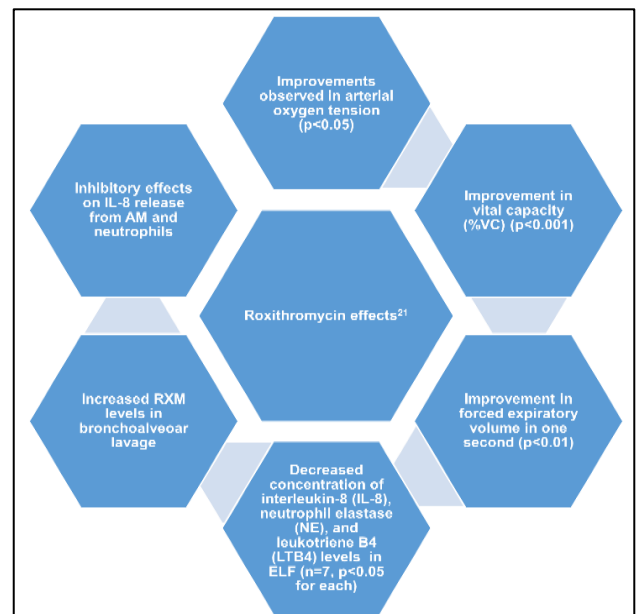 Improvements
observed in arterial
oxygen tension
(p<0.05)
Improvement in
vital capacity
(%VC) (p<0.001)
Improvement in
forced expiratory
volume in one
second (p<0.01)
Decreased
concentration of
interleukin-8 (IL-8),
neutrophil elastase
(NE), and
leukotriene B4
(LTB4) levels in
ELF (n=7, p<0.05
for each)
Increased RXM
levels in
bronchoalveoar
lavage
Inhibitory effects
on IL-8 release
from AM and
neutrophils
Roxithromycin effects²¹